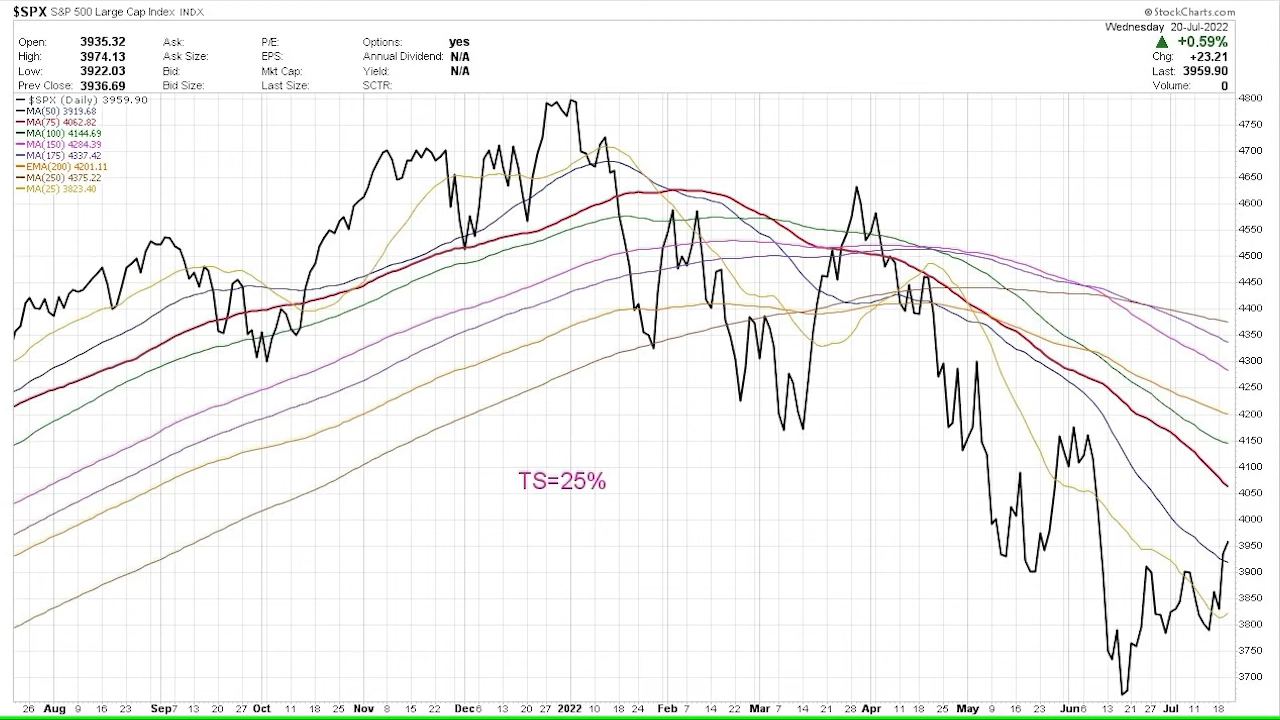 $SPX S&P 500 Large Cap Index INDX
© StockCharts.com
Wednesday 20-Jul-2022
Open: 3935.32 Ask: P/E: Options: yes ▲ +0.59%
High: 3974.13 Ask Size: EPS: Annual Dividend: N/A Chg: +23.21
Low: 3922.03 Bid: Mkt Cap: Yield: N/A Last: 3959.90
Prev Close: 3936.69 Bid Size: Last Size: SCTR: Volume: 0
$SPX (Daily) 3959.90
MA(50) 3919.68
MA(75) 4062.82
MA(100) 4144.69
MA(150) 4284.39
MA(175) 4337.42
EMA(200) 4201.11
MA(250) 4375.22
MA(25) 3823.40
4800
4750
4700
4650
4600
4550
4500
4450
4400
4350
4300
4250
4200
4150
4100
4050
4000
3950
3900
3850
3800
3750
3700
TS=25%
26 Aug 9 16 23 Sep 7 13 20 27 Oct 11 18 25 Nov 8 15 22 Dec 6 13 20 27 2022 10 18 24 Feb 7 14 22 Mar 7 14 21 28 Apr 11 18 25 May 9 16 23 Jun 6 13 21 27 Jul 11 18